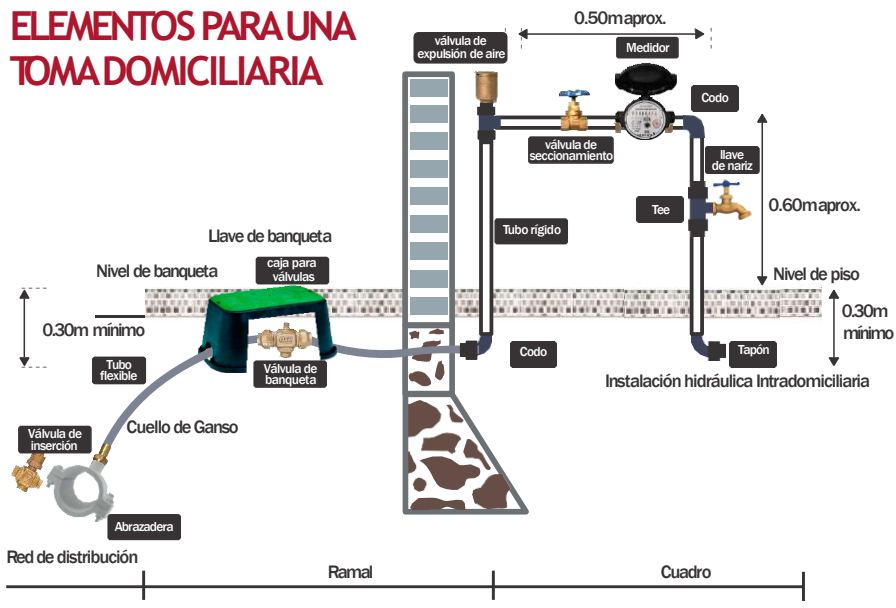 ELEMENTOS PARA UNA
TOMA DOMICILIARIA
válvula de
expulsión de aire
0.50m aprox.
Medidor
Codo
válvula de
seccionamiento
llave
de nariz
Tee
0.60m aprox.
Tubo rígido
Llave de banqueta
Nivel de banqueta
caja para
válvulas
Nivel de piso
0.30m mínimo
0.30m
mínimo
Tubo
flexible
Válvula de
banqueta
Codo
Tapón
Instalación hidráulica Intradomiciliaria
Cuello de Ganso
Válvula de
inserción
Abrazadera
Red de distribución
Ramal
Cuadro